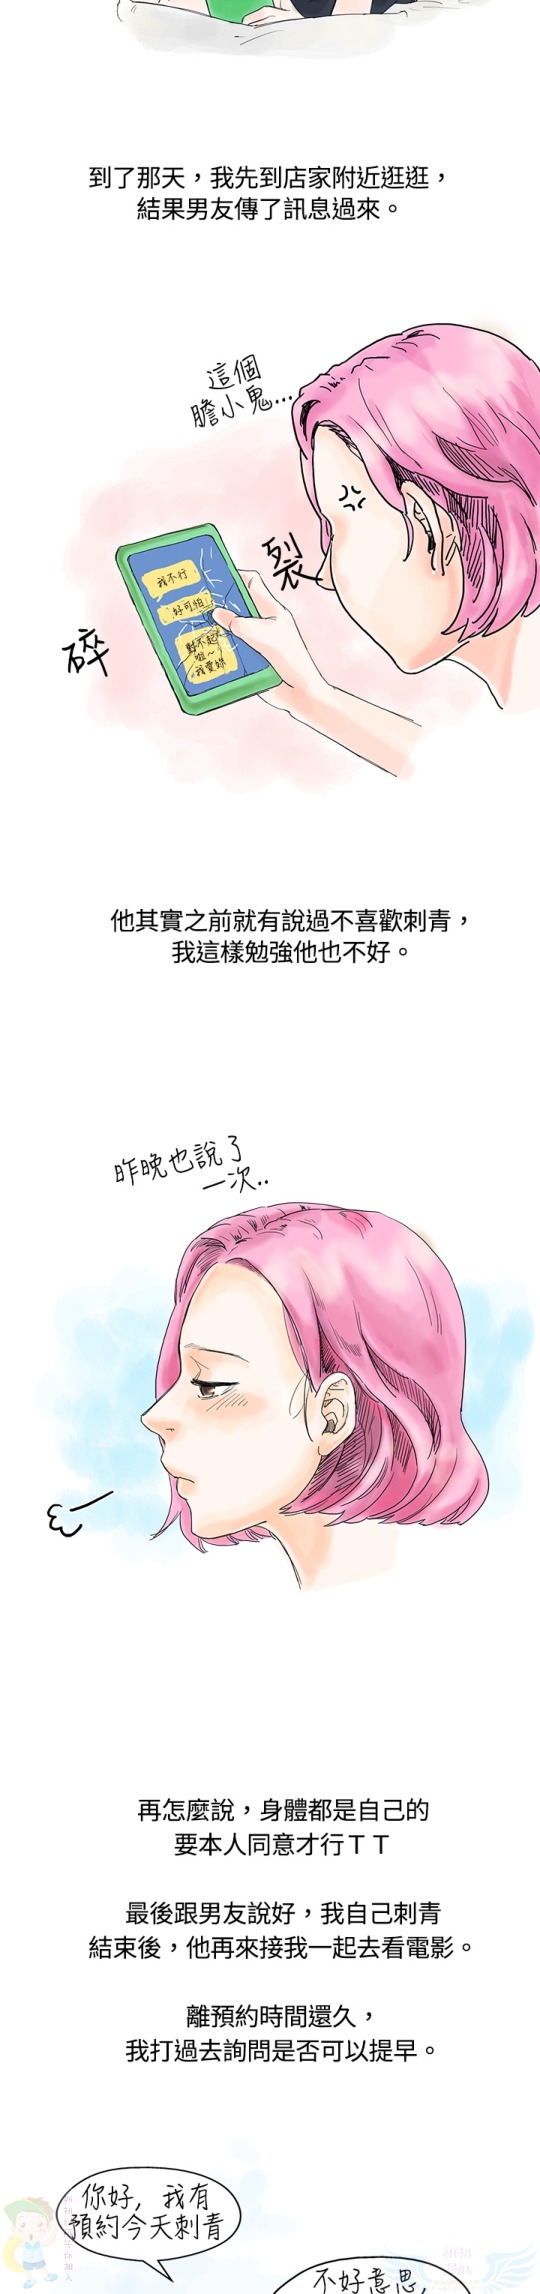 到了那天，我先到店家附近逛逛，
結果男友傳了訊息過來。
這個
膽小鬼...
裂
我不行
好可怕
對不起
姐～
我愛妳
碎
他其實之前就有說過不喜歡刺青，
我這樣勉強他也不好。
昨晚也說了
一次..
再怎麼說，身體都是自己的
要本人同意才行ＴＴ
最後跟男友說好，我自己刺青
結束後，他再來接我一起去看電影。
離預約時間還久，
我打過去詢問是否可以提早。
你好，我有
預約今天刺青
不好意思，